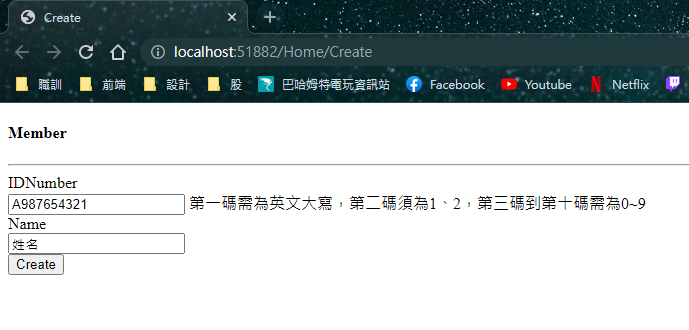 Create
localhost:51882/Home/Create
職訓 前端 設計 股 巴哈姆特電玩資訊站 Facebook Youtube Netflix
Member
IDNumber
A987654321 第一碼需為英文大寫，第二碼須為1、2，第三碼到第十碼需為0~9
Name
姓名
Create